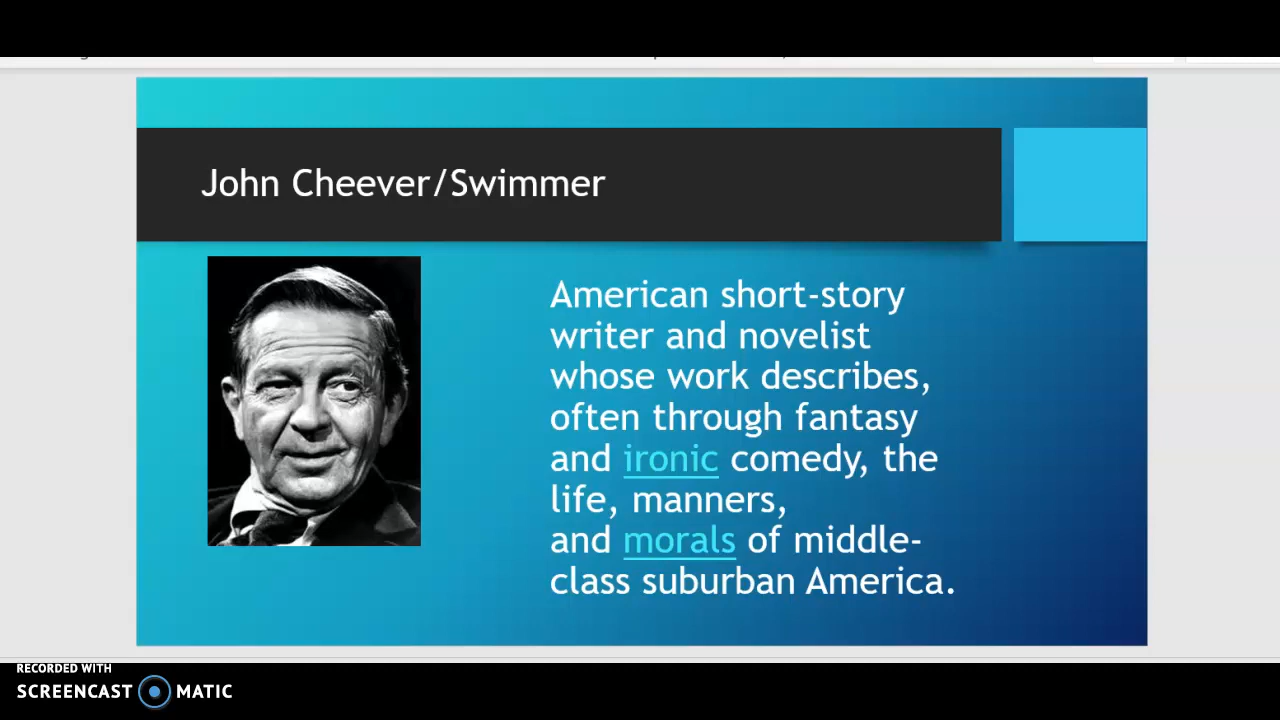 John Cheever/Swimmer
American short-story
writer and novelist
whose work describes,
often through fantasy
and ironic comedy, the
life, manners,
and morals of middle-
class suburban America.
RECORDED WITH
SCREENCAST MATIC